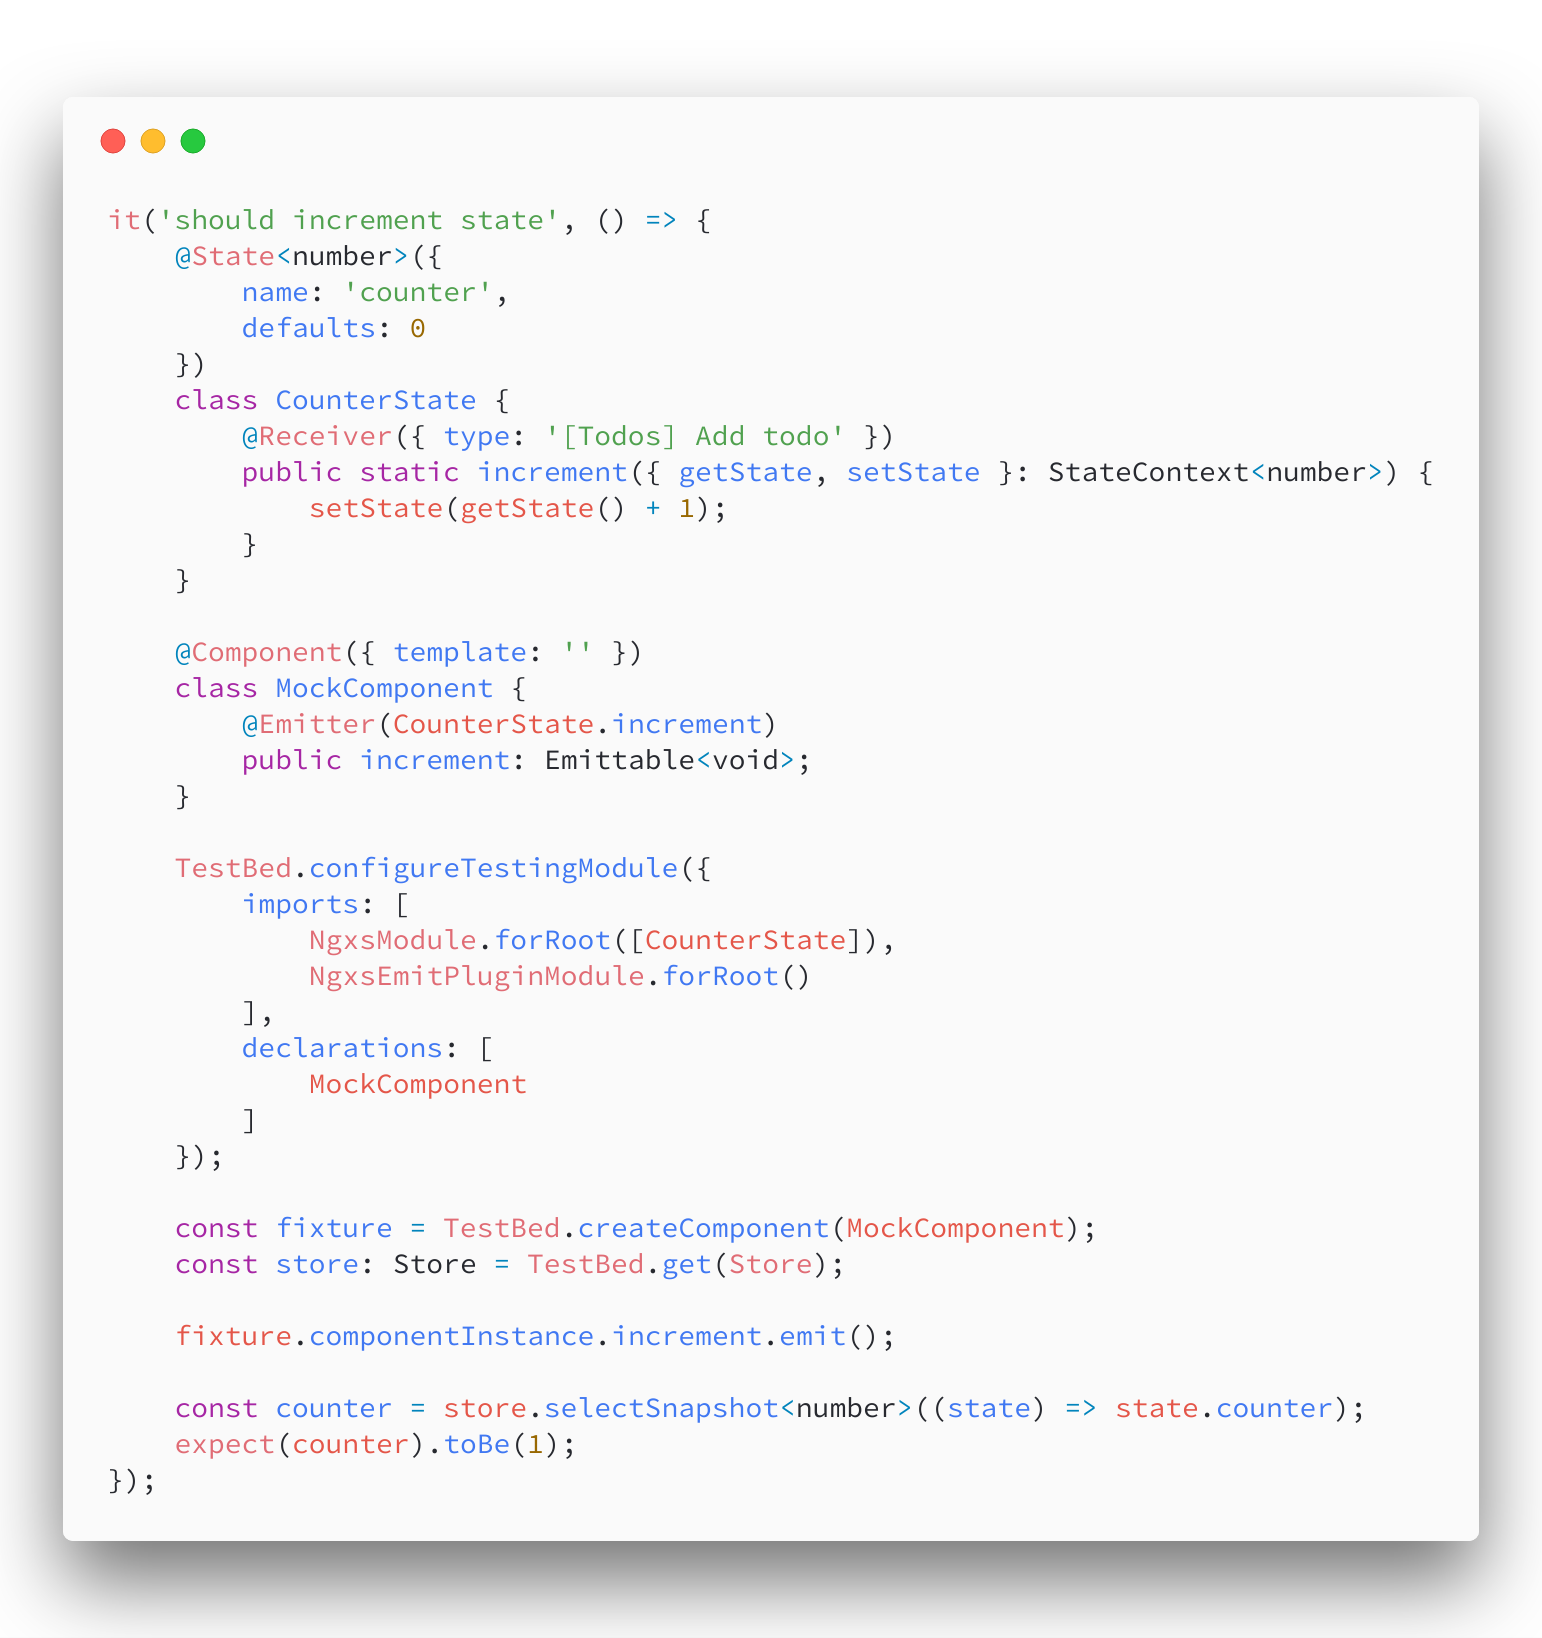 it('should increment state', () => {
    @State<number>({
        name: 'counter',
        defaults: 0
    })
    class CounterState {
        @Receiver({ type: '[Todos] Add todo' })
        public static increment({ getState, setState }: StateContext<number>) {
            setState(getState() + 1);
        }
    }

    @Component({ template: '' })
    class MockComponent {
        @Emitter(CounterState.increment)
        public increment: Emittable<void>;
    }

    TestBed.configureTestingModule({
        imports: [
            NgxsModule.forRoot([CounterState]),
            NgxsEmitPluginModule.forRoot()
        ],
        declarations: [
            MockComponent
        ]
    });

    const fixture = TestBed.createComponent(MockComponent);
    const store: Store = TestBed.get(Store);

    fixture.componentInstance.increment.emit();

    const counter = store.selectSnapshot<number>((state) => state.counter);
    expect(counter).toBe(1);
});